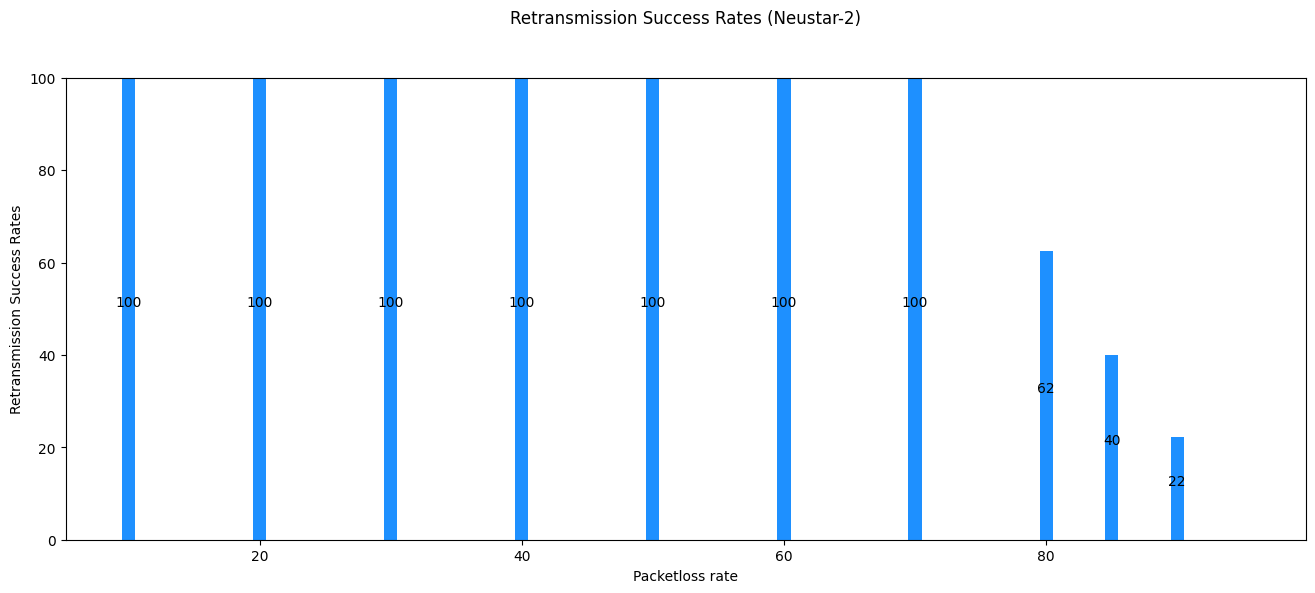 Retransmission Success Rates (Neustar-2)
100
80
60
40
20
0
Retransmission Success Rates
100 100 100 100 100 100 100
62
40
22
20 40 60 80
Packetloss rate